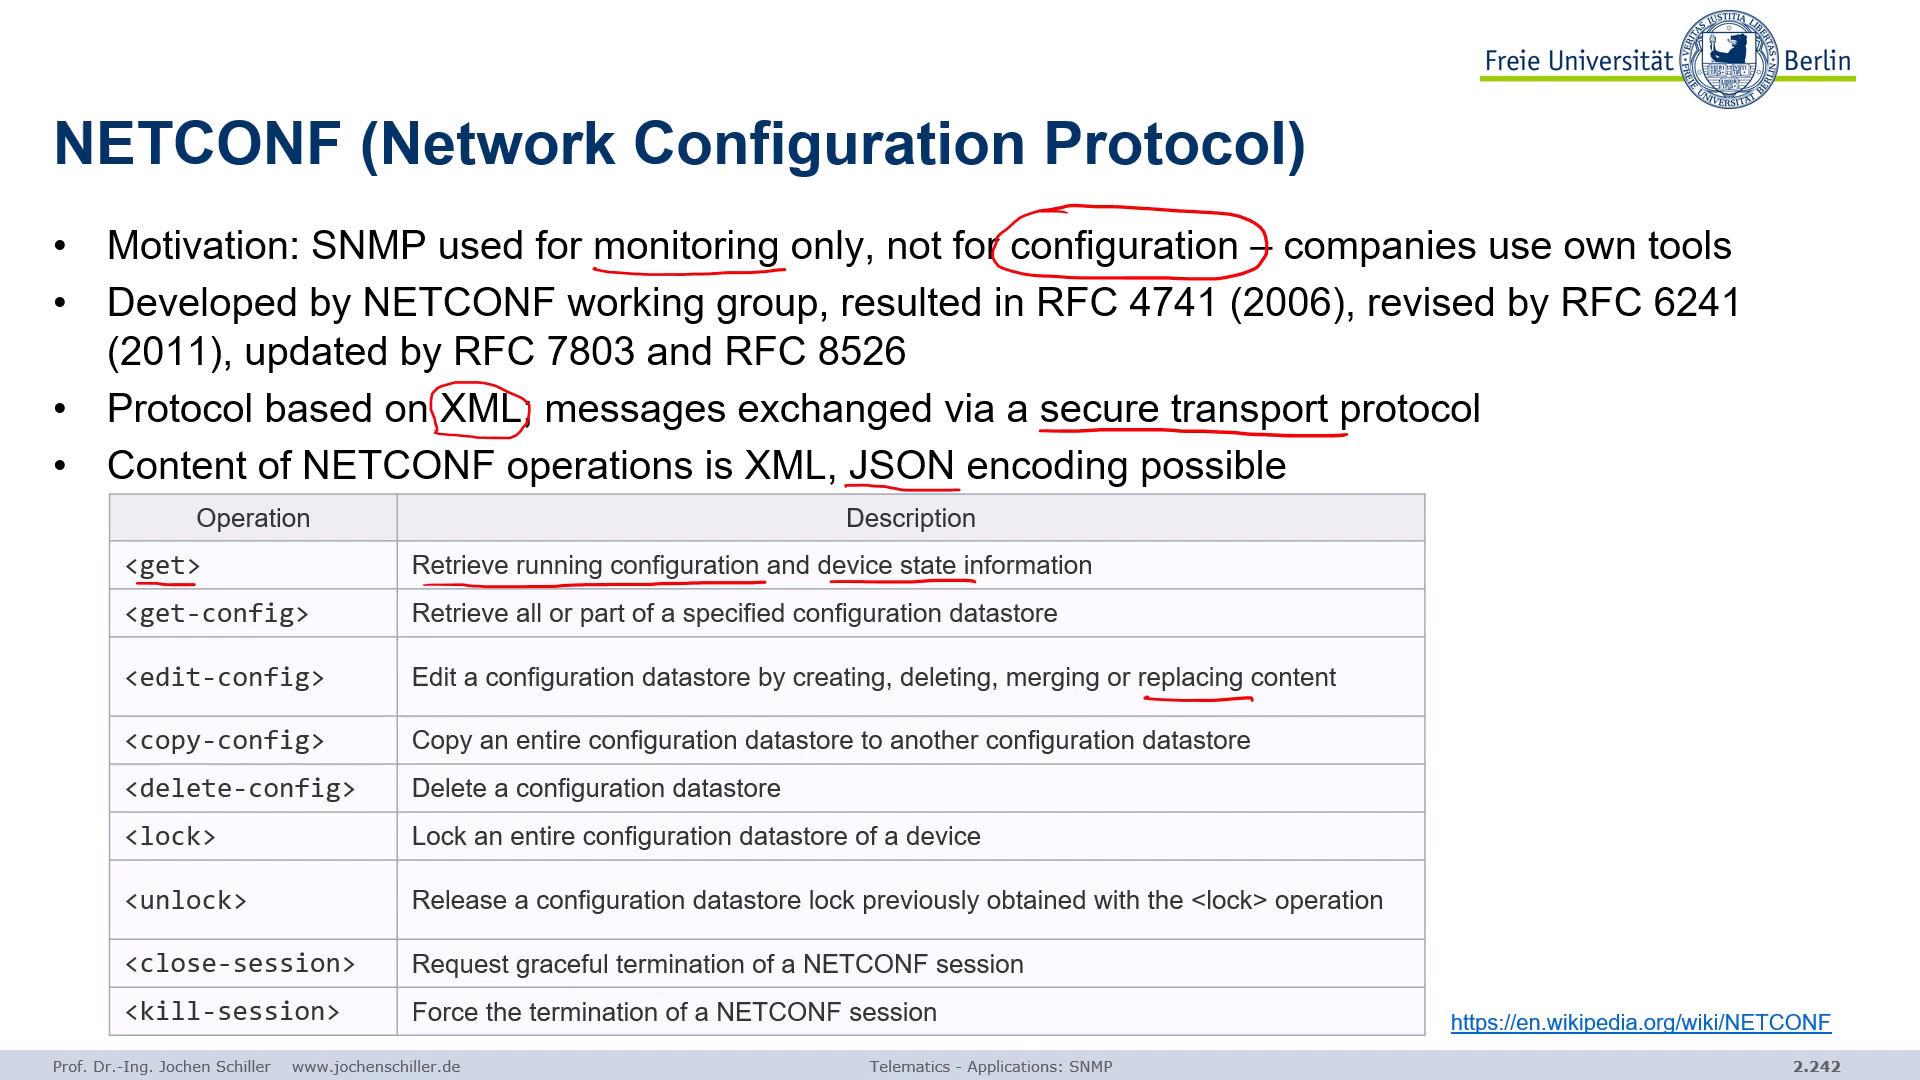 Freie Universität Berlin
NETCONF (Network Configuration Protocol)
• Motivation: SNMP used for monitoring only, not for configuration – companies use own tools
• Developed by NETCONF working group, resulted in RFC 4741 (2006), revised by RFC 6241
(2011), updated by RFC 7803 and RFC 8526
• Protocol based on XML, messages exchanged via a secure transport protocol
• Content of NETCONF operations is XML, JSON encoding possible
Operation Description
<get> Retrieve running configuration and device state information
<get-config> Retrieve all or part of a specified configuration datastore
<edit-config> Edit a configuration datastore by creating, deleting, merging or replacing content
<copy-config> Copy an entire configuration datastore to another configuration datastore
<delete-config> Delete a configuration datastore
<lock> Lock an entire configuration datastore of a device
<unlock> Release a configuration datastore lock previously obtained with the <lock> operation
<close-session> Request graceful termination of a NETCONF session
<kill-session> Force the termination of a NETCONF session
https://en.wikipedia.org/wiki/NETCONF
Prof. Dr.-Ing. Jochen Schiller www.jochenschiller.de Telematics - Applications: SNMP 2.242